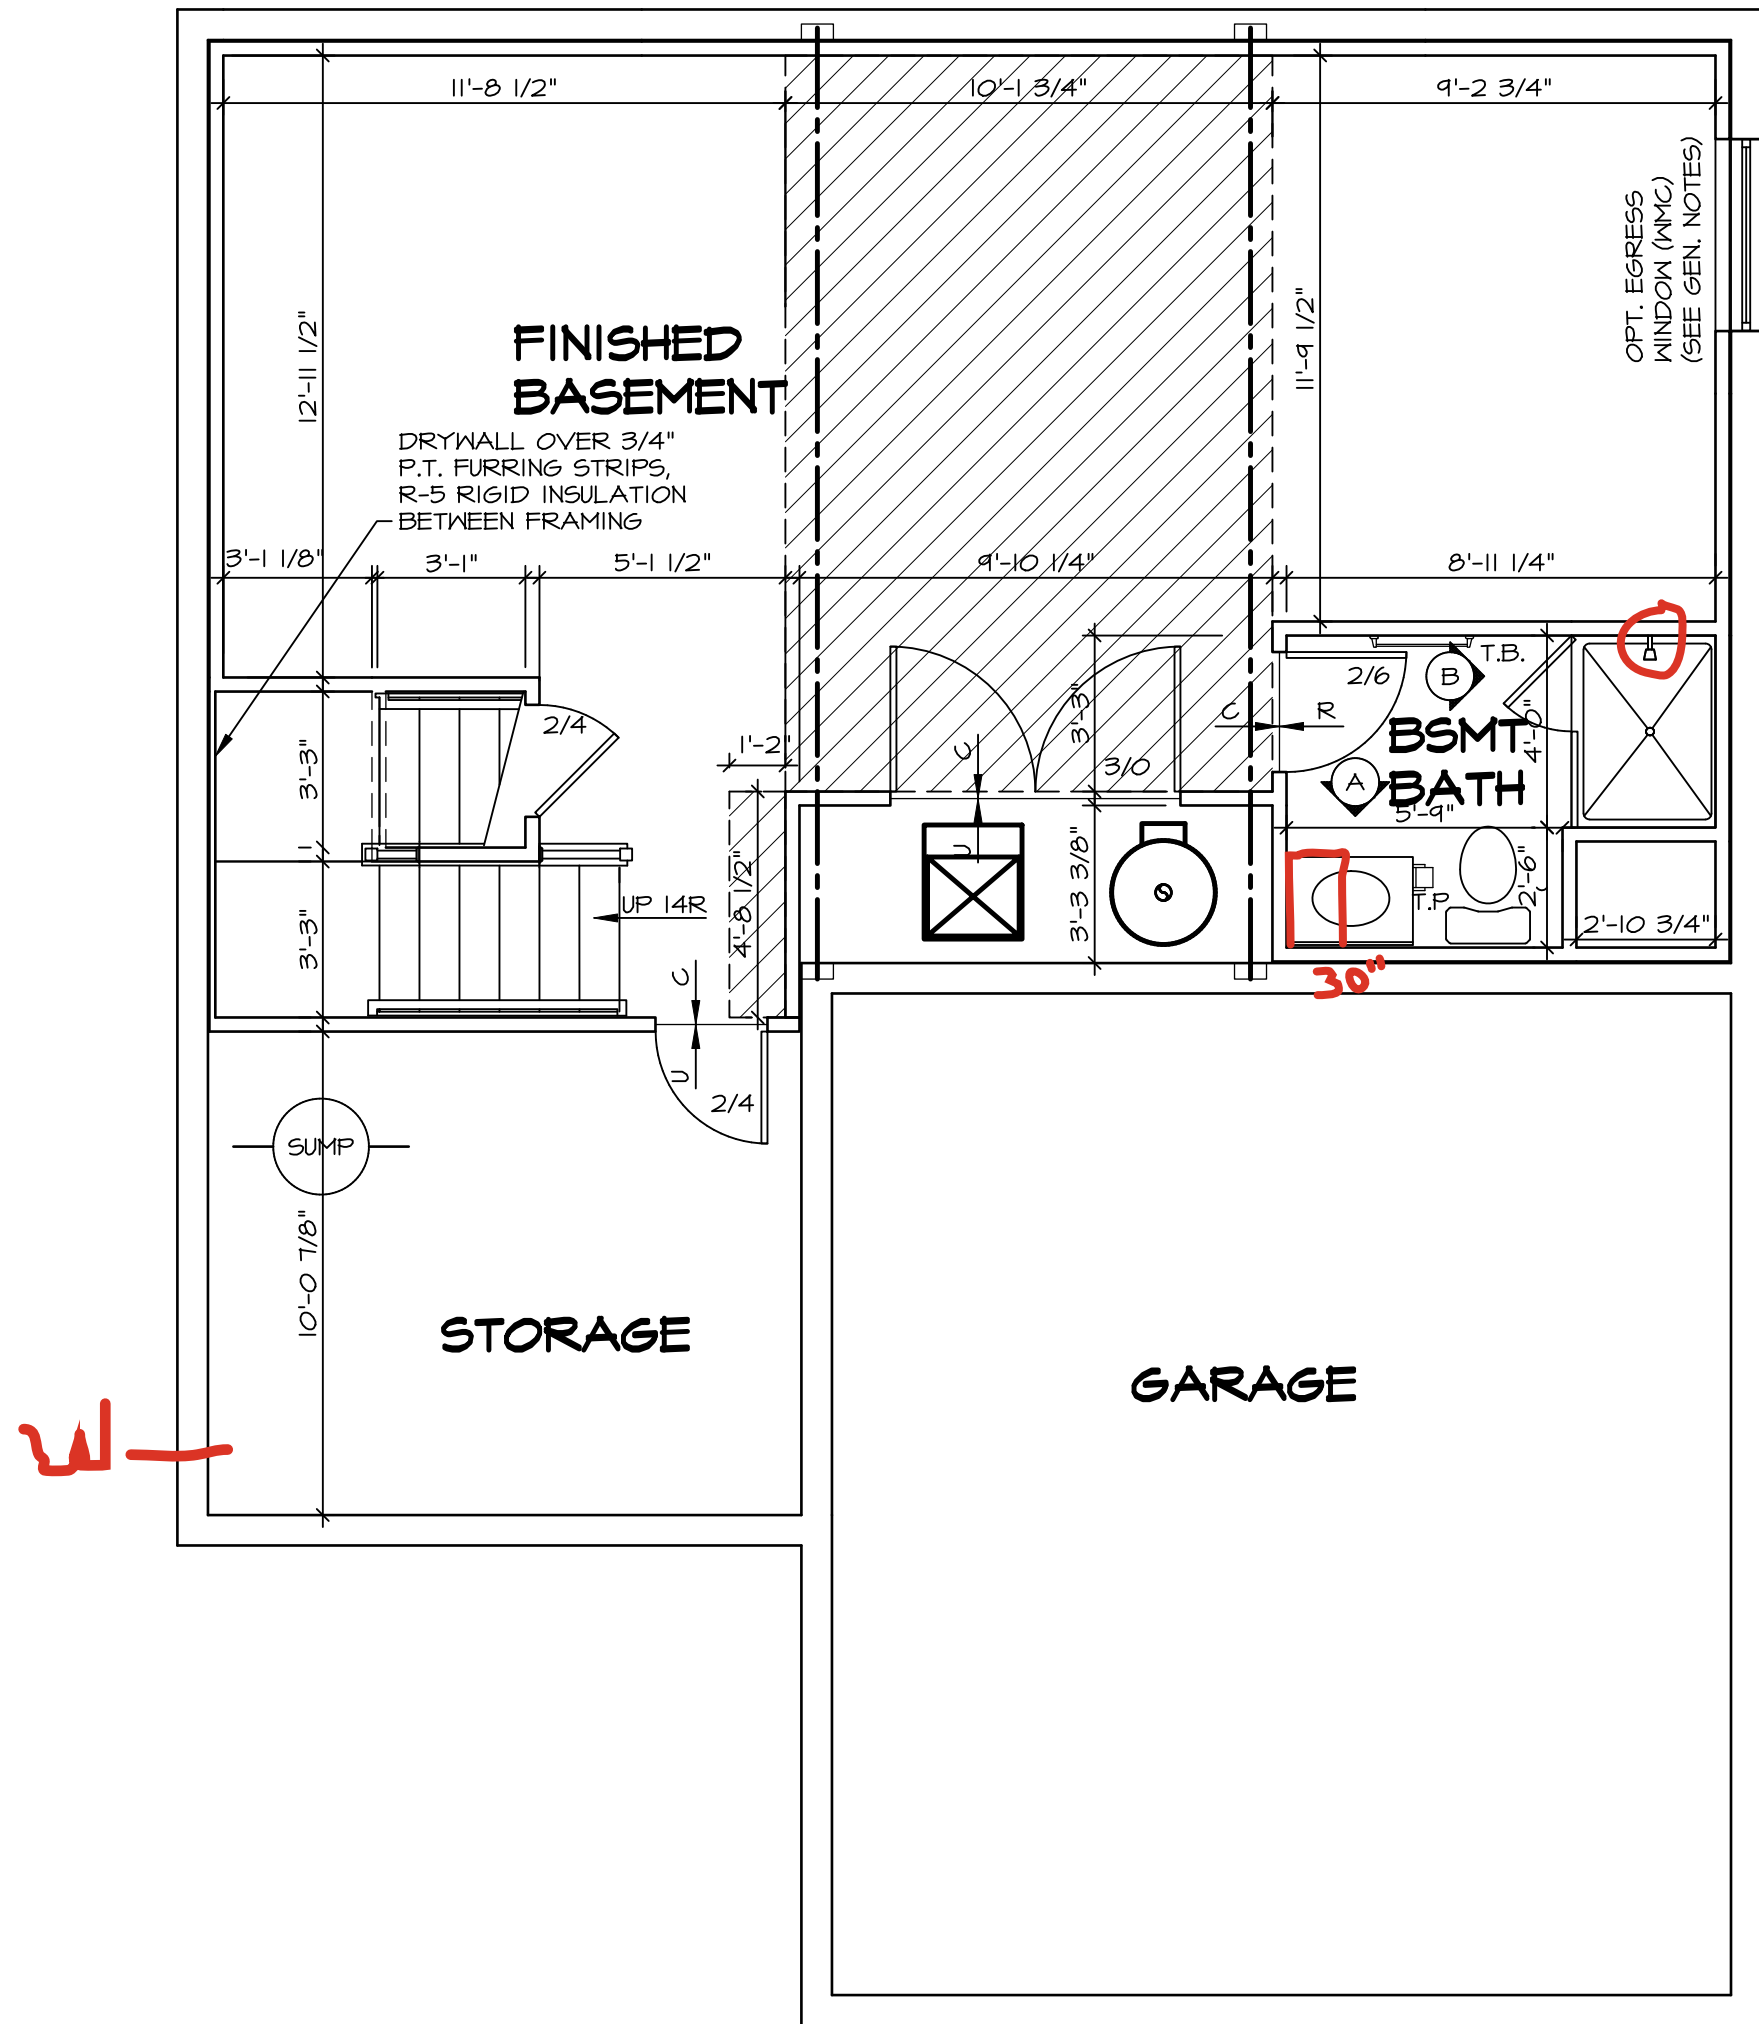 11'-8 1/2"
10'-1 3/4"
9'-2 3/4"
OPT. EGRESS
WINDOW (WMC)
(SEE GEN. NOTES)
12'-11 1/2"
11'-9 1/2"
FINISHED
BASEMENT
DRYWALL OVER 3/4"
P.T. FURRING STRIPS,
R-5 RIGID INSULATION
BETWEEN FRAMING
3'-1 1/8"
3'-1"
5'-1 1/2"
9'-10 1/4"
8'-11 1/4"
T.B.
2/6
B
C
R
2/4
3'-3"
1'-2"
C
3'-3"
3/0
BSMT
BATH
4'-0"
A
5'-9"
U
3'-3 3/8"
4'-8 1/2"
UP 14R
3'-3"
T.P.
2'-6"
2'-10 3/4"
30"
C
U
2/4
SUMP
10'-0 7/8"
STORAGE
GARAGE